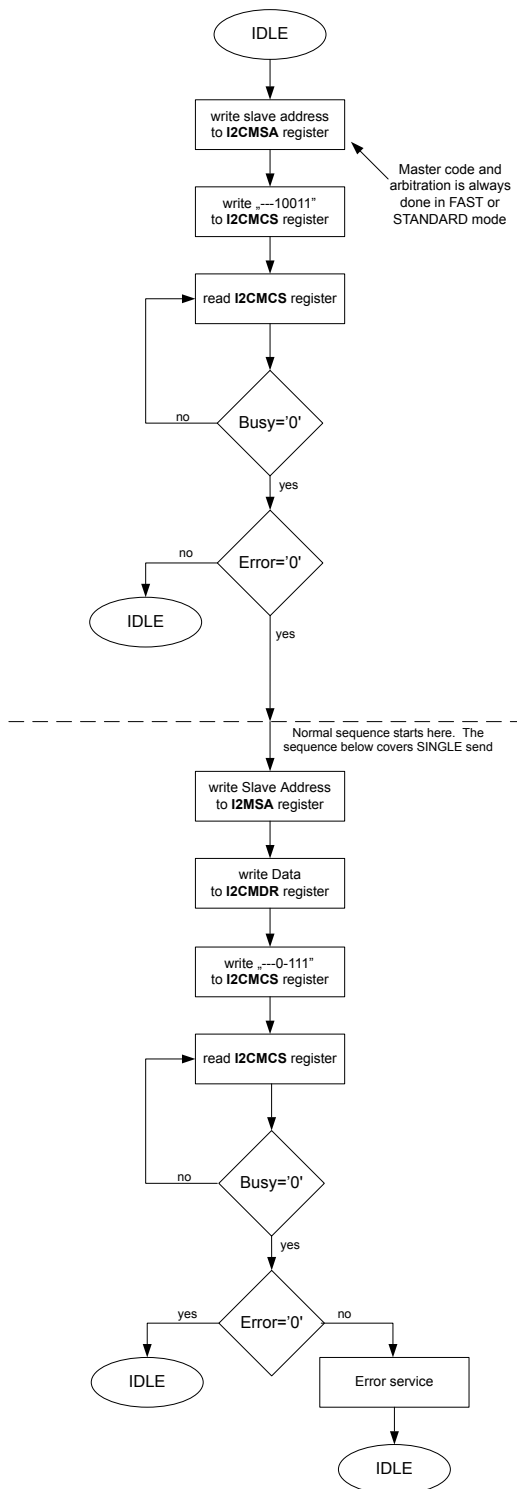 IDLE
write slave address
to I2CMSA register
Master code and
arbitration is always
done in FAST or
STANDARD mode
write „---10011”
to I2CMCS register
read I2CMCS register
Busy='0'
no
yes
Error='0'
no
IDLE
yes
Normal sequence starts here. The
sequence below covers SINGLE send
write Slave Address
to I2MSA register
write Data
to I2CMDR register
write „---0-111”
to I2CMCS register
read I2CMCS register
Busy='0'
no
yes
Error='0'
yes
no
IDLE
Error service
IDLE